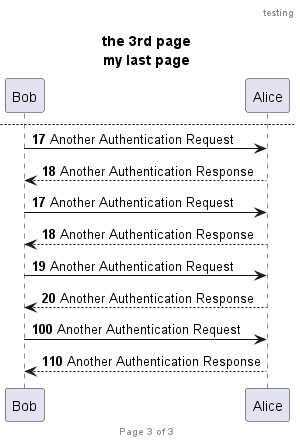 testing
the 3rd page
my last page
Bob Alice
17 Another Authentication Request
18 Another Authentication Response
17 Another Authentication Request
18 Another Authentication Response
19 Another Authentication Request
20 Another Authentication Response
100 Another Authentication Request
110 Another Authentication Response
Bob Alice
Page 3 of 3